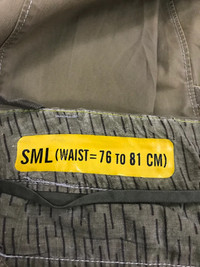 SML (WAIST= 76 TO 81 CM)